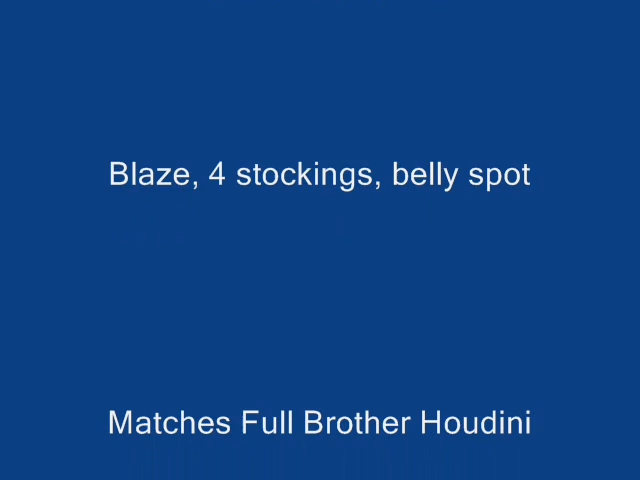 Blaze, 4 stockings, belly spot
Matches Full Brother Houdini